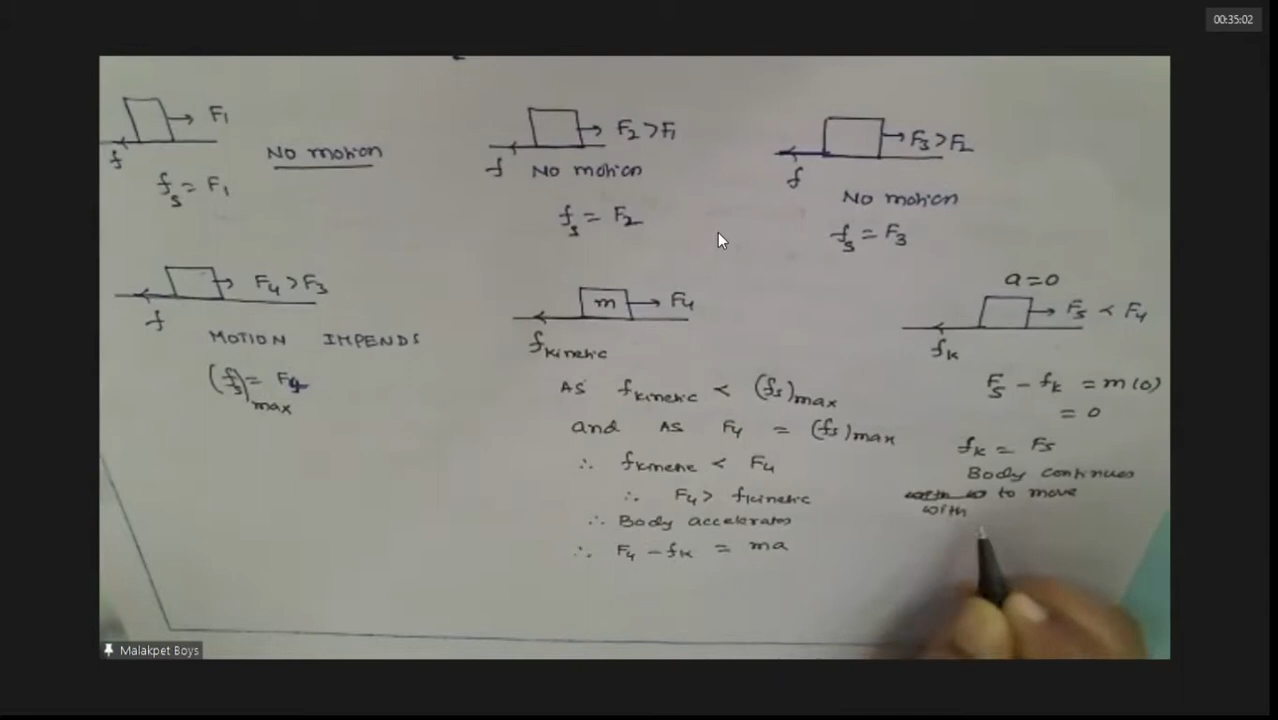 00:35:02
F1
f
No motion
fs = F1
F2 > F1
f
No motion
fs = F2
F3 > F2
f
No motion
fs = F3
F4 > F3
f
MOTION IMPENDS
(fs)max = F4
m
F4
fkinetic
As fkinetic < (fs)max
and As F4 = (fs)max
∴ fkinetic < F4
∴ F4 > fkinetic
∴ Body accelerates
∴ F4 - fk = ma
a = 0
F5 < F4
fk
F5 - fk = m(0)
= 0
fk = F5
Body continues
to move
with
Malakpet Boys